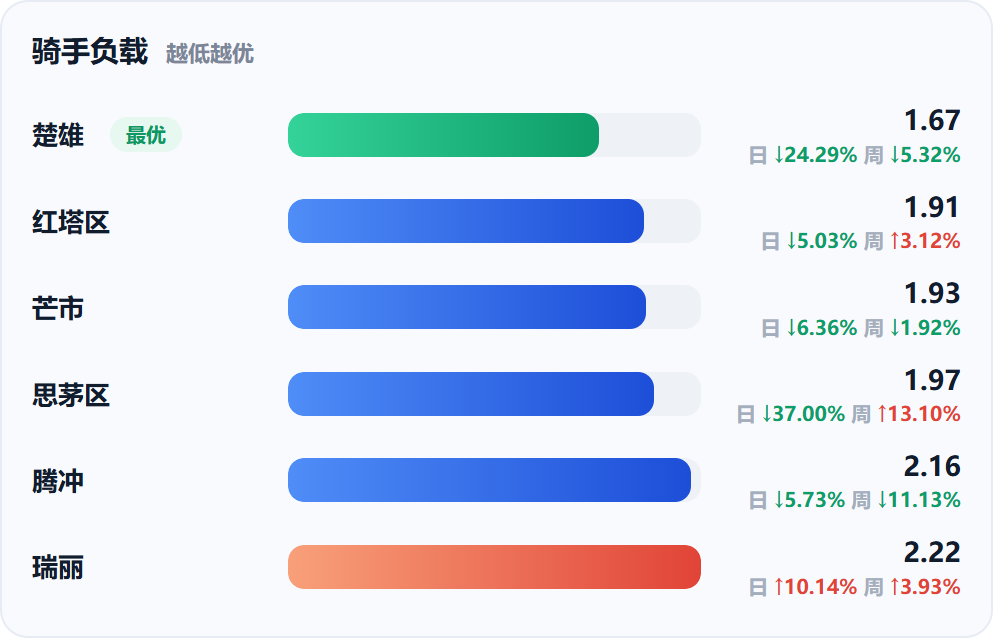 骑手负载 越低越优
楚雄 最优 1.67
日 ↓24.29% 周 ↓5.32%
红塔区 1.91
日 ↓5.03% 周 ↑3.12%
芒市 1.93
日 ↓6.36% 周 ↓1.92%
思茅区 1.97
日 ↓37.00% 周 ↑13.10%
腾冲 2.16
日 ↓5.73% 周 ↓11.13%
瑞丽 2.22
日 ↑10.14% 周 ↑3.93%